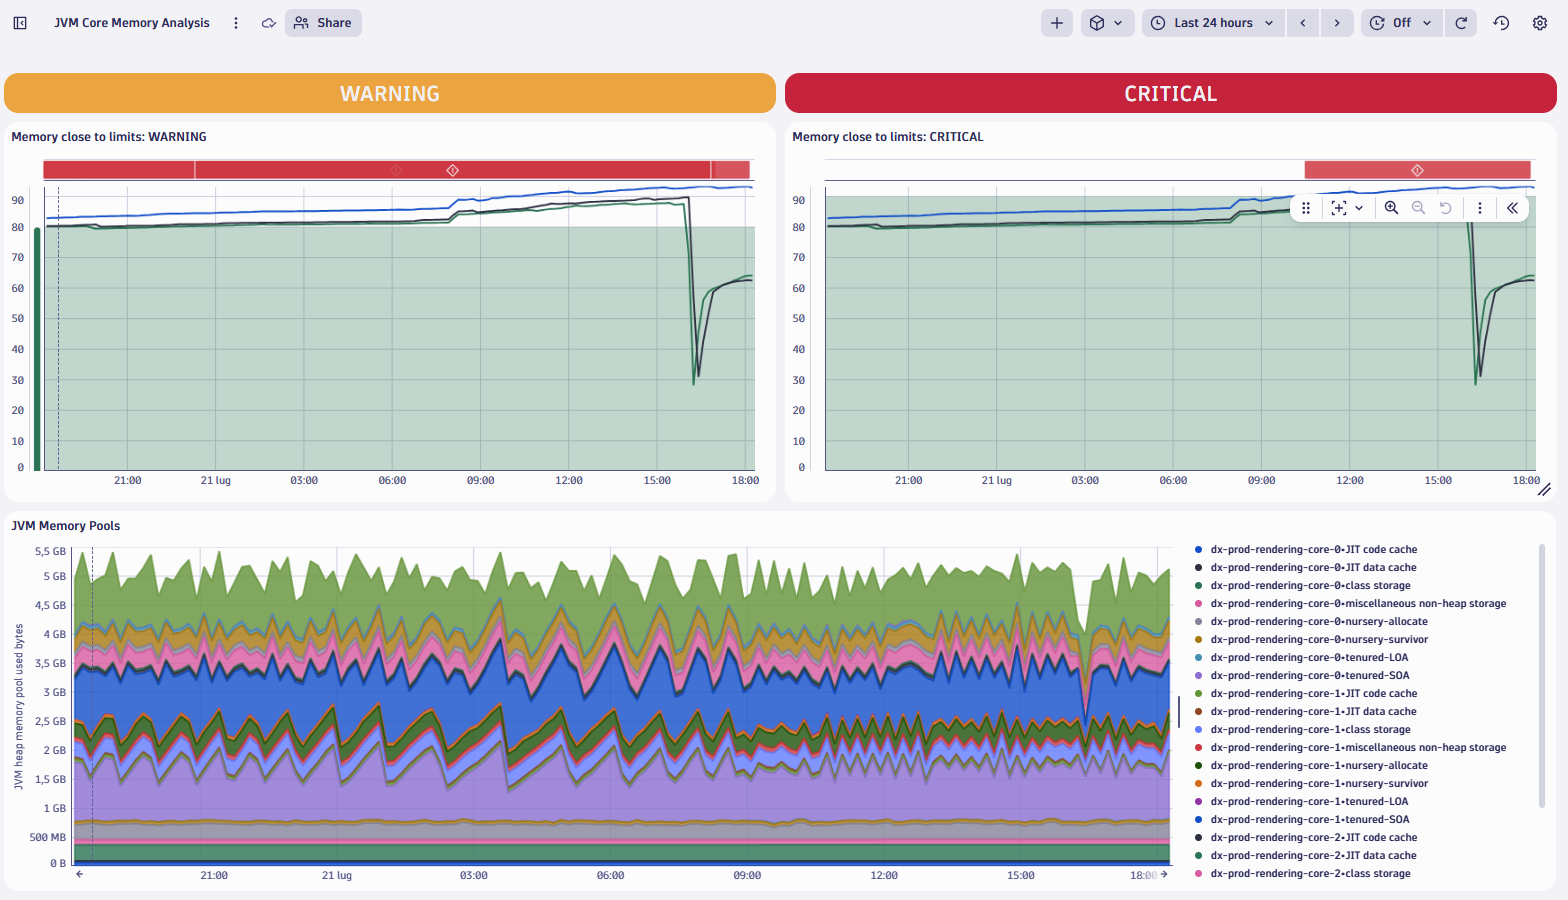 JVM Core Memory Analysis
Share
Last 24 hours
Off
WARNING
CRITICAL
Memory close to limits: WARNING
90
80
70
60
50
40
30
20
10
0
21:00 21 lug 03:00 06:00 09:00 12:00 15:00 18:00
Memory close to limits: CRITICAL
90
80
70
60
50
40
30
20
10
0
21:00 21 lug 03:00 06:00 09:00 12:00 15:00 18:00
JVM Memory Pools
JVM heap memory pool used bytes
5,5 GB
5 GB
4,5 GB
4 GB
3,5 GB
3 GB
2,5 GB
2 GB
1,5 GB
1 GB
500 MB
0 B
21:00 21 lug 03:00 06:00 09:00 12:00 15:00 18:00
dx-prod-rendering-core-0•JIT code cache
dx-prod-rendering-core-0•JIT data cache
dx-prod-rendering-core-0•class storage
dx-prod-rendering-core-0•miscellaneous non-heap storage
dx-prod-rendering-core-0•nursery-allocate
dx-prod-rendering-core-0•nursery-survivor
dx-prod-rendering-core-0•tenured-LOA
dx-prod-rendering-core-0•tenured-SOA
dx-prod-rendering-core-1•JIT code cache
dx-prod-rendering-core-1•JIT data cache
dx-prod-rendering-core-1•class storage
dx-prod-rendering-core-1•miscellaneous non-heap storage
dx-prod-rendering-core-1•nursery-allocate
dx-prod-rendering-core-1•nursery-survivor
dx-prod-rendering-core-1•tenured-LOA
dx-prod-rendering-core-1•tenured-SOA
dx-prod-rendering-core-2•JIT code cache
dx-prod-rendering-core-2•JIT data cache
dx-prod-rendering-core-2•class storage